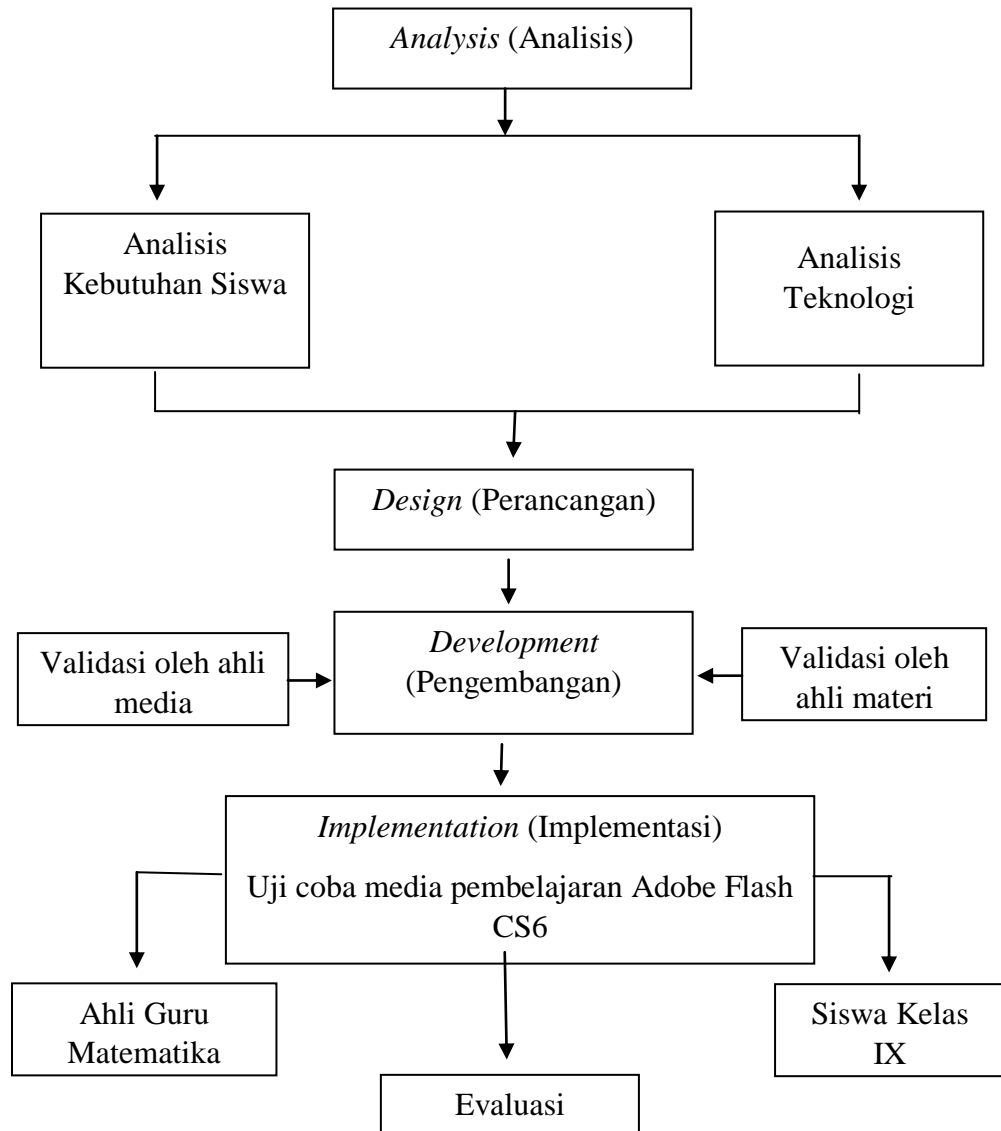 Analysis (Analisis)
Analisis
Kebutuhan Siswa
Analisis
Teknologi
Design (Perancangan)
Validasi oleh ahli
media
Development
(Pengembangan)
Validasi oleh
ahli materi
Implementation (Implementasi)
Uji coba media pembelajaran Adobe Flash
CS6
Ahli Guru
Matematika
Siswa Kelas
IX
Evaluasi